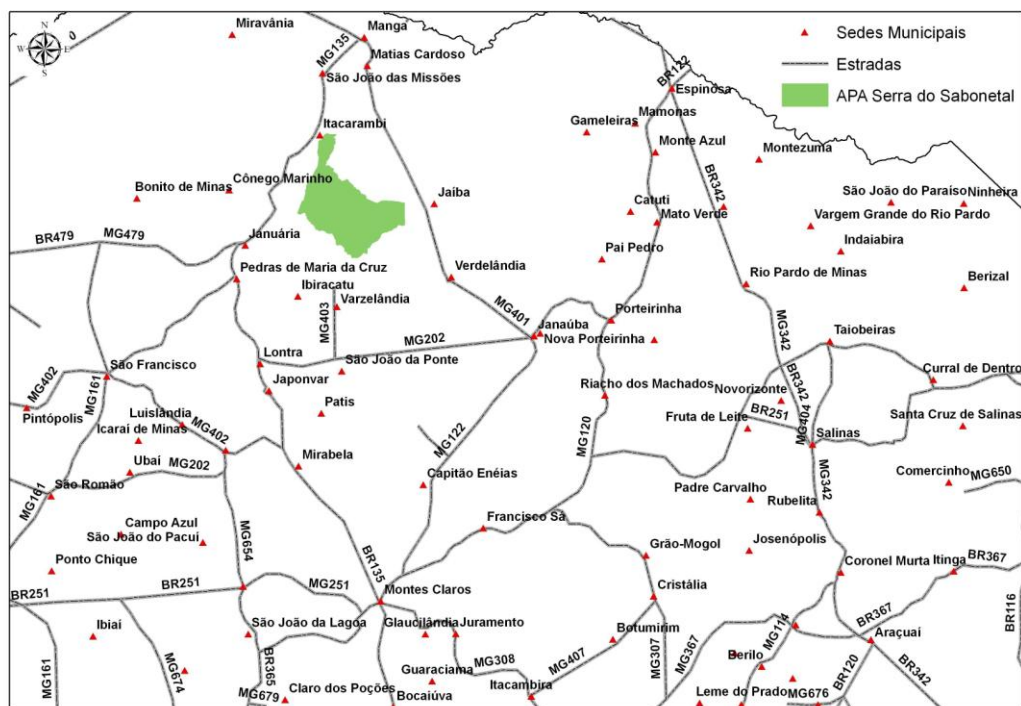 Miravânia
Manga
N
W
E
S
0
MG135
Matias Cardoso
São João das Missões
BR122
Espinosa
Sedes Municipais
Estradas
APA Serra do Sabonetal
Itacarambi
Mamonas
Gameleiras
Monte Azul
Montezuma
Cônego Marinho
Bonito de Minas
Jaíba
BR342
Catuti
Mato Verde
São João do Paraíso
Ninheira
Vargem Grande do Rio Pardo
BR479
MG479
Januária
Pai Pedro
Indaiabira
Pedras de Maria da Cruz
Verdelândia
Rio Pardo de Minas
Berizal
Ibiracatu
Varzelândia
MG403
MG401
Porteirinha
Janaúba
Nova Porteirinha
MG202
MG342
Taiobeiras
São Francisco
Lontra
São João da Ponte
MG402
MG161
Japonvar
Riacho dos Machados
Novorizonte
BR342
Curral de Dentro
Pintópolis
Luislândia
Icaraí de Minas
MG402
Patis
MG122
MG120
Fruta de Leite
BR251
MG404
Santa Cruz de Salinas
Salinas
Ubaí
MG202
Mirabela
São Romão
MG161
Capitão Enéias
MG342
Comercinho
MG650
Padre Carvalho
Rubelita
Campo Azul
São João do Pacuí
MG654
Francisco Sá
Ponto Chique
BR135
Grão-Mogol
Josenópolis
Coronel Murta
Itinga
BR367
BR251
BR251
MG251
Montes Claros
Cristália
BR116
Ibiaí
São João da Lagoa
Glaucilândia
Juramento
Botumirim
MG114
BR367
Araçuaí
MG161
MG674
BR365
MG679
Claro dos Poções
Guaraciama
Bocaiúva
MG308
Itacambira
MG407
MG307
MG367
Berilo
Leme do Prado
MG676
BR120
BR342